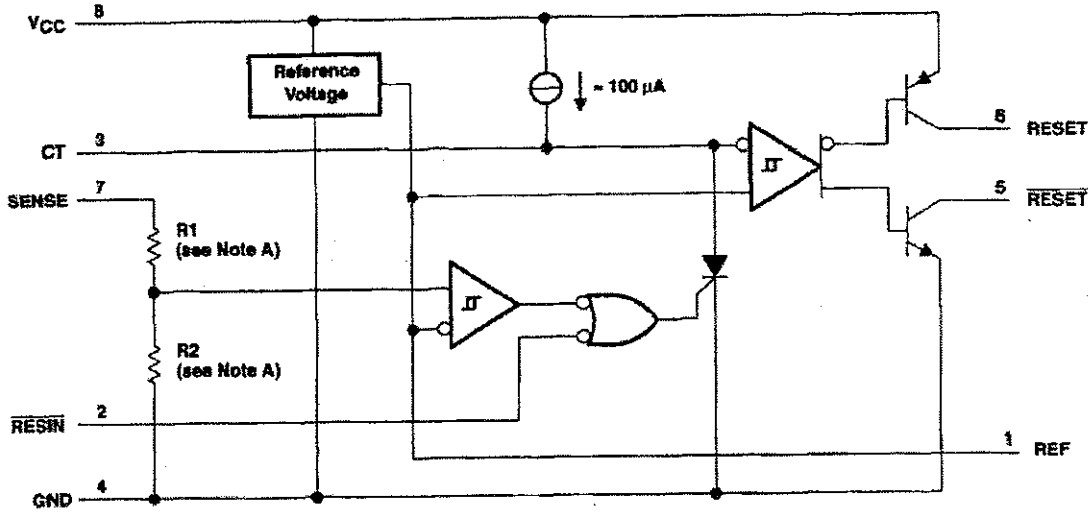 VCC 8
Reference
Voltage
~ 100 μA
CT 3
6 RESET
SENSE 7
5 RESET
R1
(see Note A)
R2
(see Note A)
RESIN 2
1 REF
GND 4